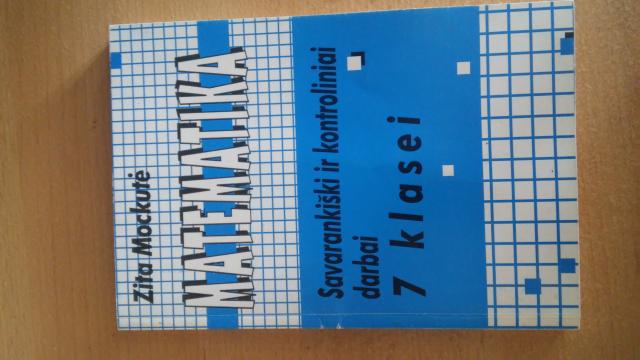 Zita Mockutė
MATEMATIKA
Savarankiški ir kontroliniai
darbai
7 klasei